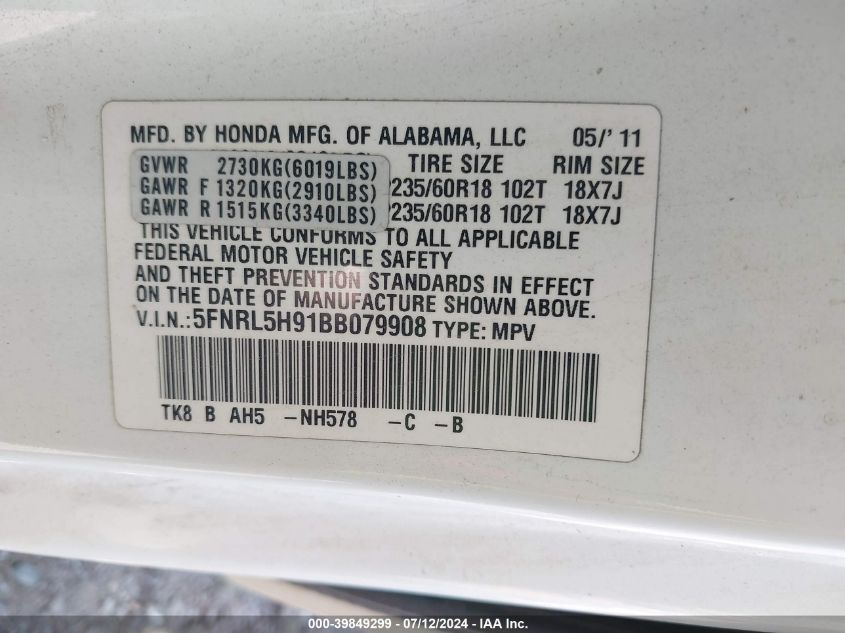 MFD. BY HONDA MFG. OF ALABAMA, LLC 05/'11
GVWR 2730KG(6019LBS) TIRE SIZE RIM SIZE
GAWR F 1320KG(2910LBS) 235/60R18 102T 18X7J
GAWR R 1515KG(3340LBS) 235/60R18 102T 18X7J
THIS VEHICLE CONFORMS TO ALL APPLICABLE
FEDERAL MOTOR VEHICLE SAFETY
AND THEFT PREVENTION STANDARDS IN EFFECT
ON THE DATE OF MANUFACTURE SHOWN ABOVE.
V.I.N.: 5FNRL5H91BB079908 TYPE: MPV
TK8 B AH5 -NH578 -C -B
000-39849299 - 07/12/2024 - IAA Inc.